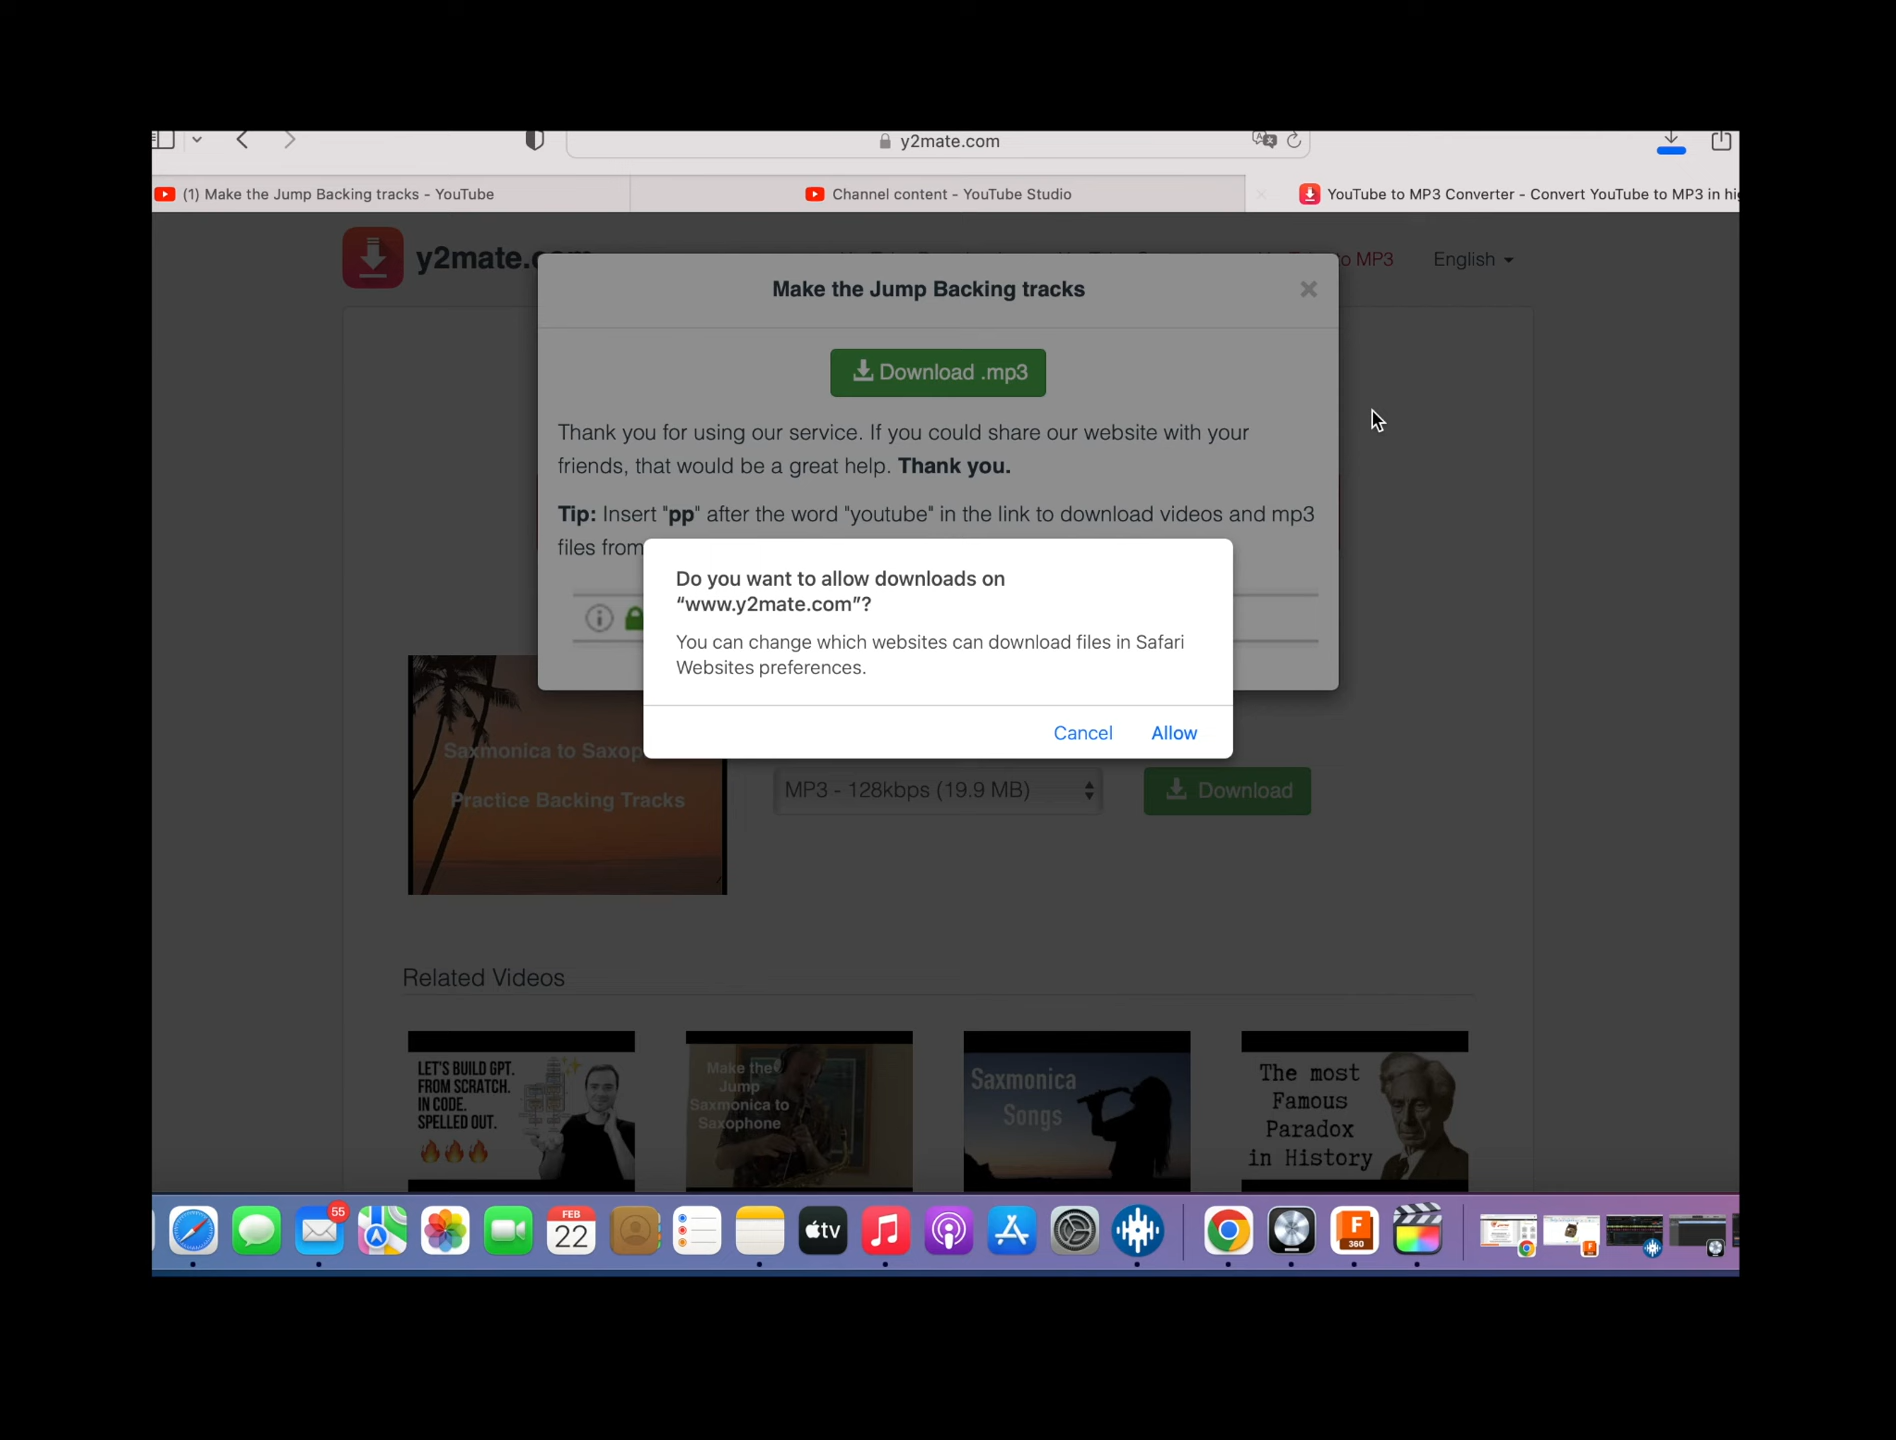 y2mate.com
(1) Make the Jump Backing tracks - YouTube
Channel content - YouTube Studio
YouTube to MP3 Converter - Convert YouTube to MP3 in hi
y2mate.
o MP3
English
Make the Jump Backing tracks
Download .mp3
Thank you for using our service. If you could share our website with your
friends, that would be a great help. Thank you.
Tip: Insert "pp" after the word "youtube" in the link to download videos and mp3
files from
Do you want to allow downloads on
“www.y2mate.com”?
You can change which websites can download files in Safari
Websites preferences.
Cancel
Allow
Saxmonica to Saxop
Practice Backing Tracks
MP3 - 128kbps (19.9 MB)
Download
Related Videos
LET'S BUILD GPT.
FROM SCRATCH.
IN CODE.
SPELLED OUT.
Make the
Jump
Saxmonica to
Saxophone
Saxmonica
Songs
The most
Famous
Paradox
in History
55
FEB
22
tv
F
360